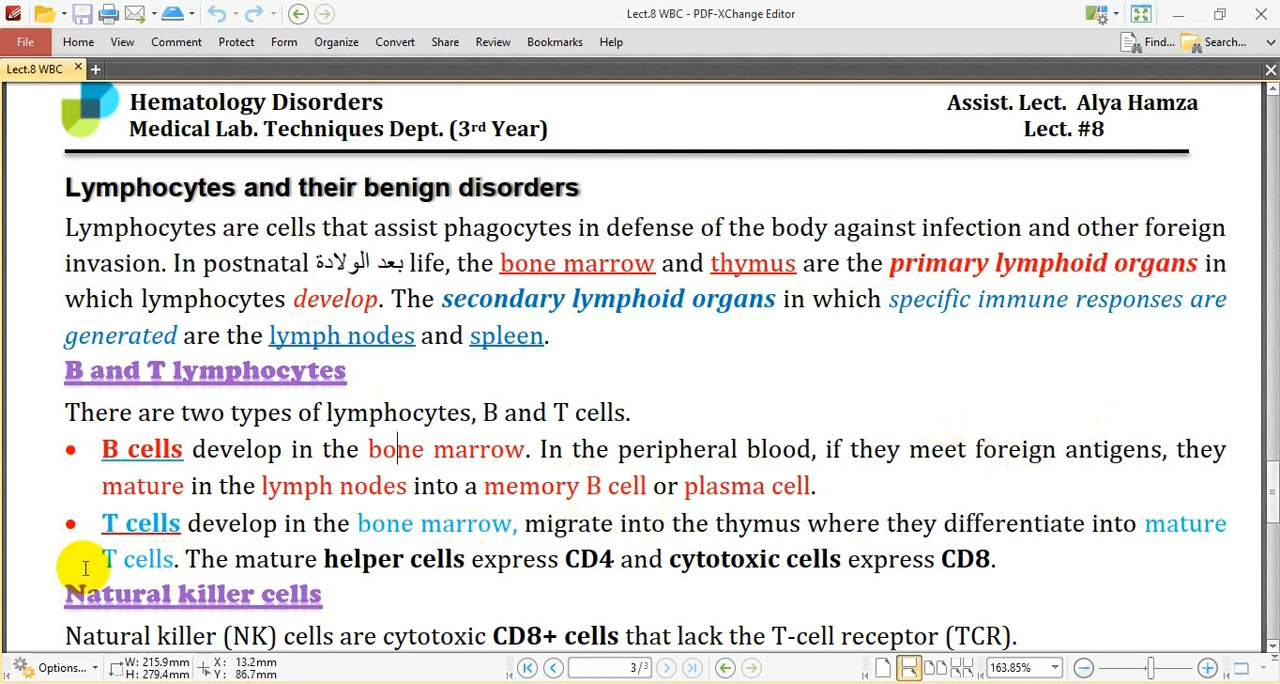 Lect.8 WBC - PDF-XChange Editor
File Home View Comment Protect Form Organize Convert Share Review Bookmarks Help Find... Search...
Lect.8 WBC
Hematology Disorders Assist. Lect. Alya Hamza
Medical Lab. Techniques Dept. (3rd Year) Lect. #8
Lymphocytes and their benign disorders
Lymphocytes are cells that assist phagocytes in defense of the body against infection and other foreign
invasion. In postnatal بعد الولادة life, the bone marrow and thymus are the primary lymphoid organs in
which lymphocytes develop. The secondary lymphoid organs in which specific immune responses are
generated are the lymph nodes and spleen.
B and T lymphocytes
There are two types of lymphocytes, B and T cells.
• B cells develop in the bone marrow. In the peripheral blood, if they meet foreign antigens, they
mature in the lymph nodes into a memory B cell or plasma cell.
• T cells develop in the bone marrow, migrate into the thymus where they differentiate into mature
T cells. The mature helper cells express CD4 and cytotoxic cells express CD8.
Natural killer cells
Natural killer (NK) cells are cytotoxic CD8+ cells that lack the T-cell receptor (TCR).
Options... W: 215.9mm X: 13.2mm 3/3 163.85%
H: 279.4mm Y: 86.7mm